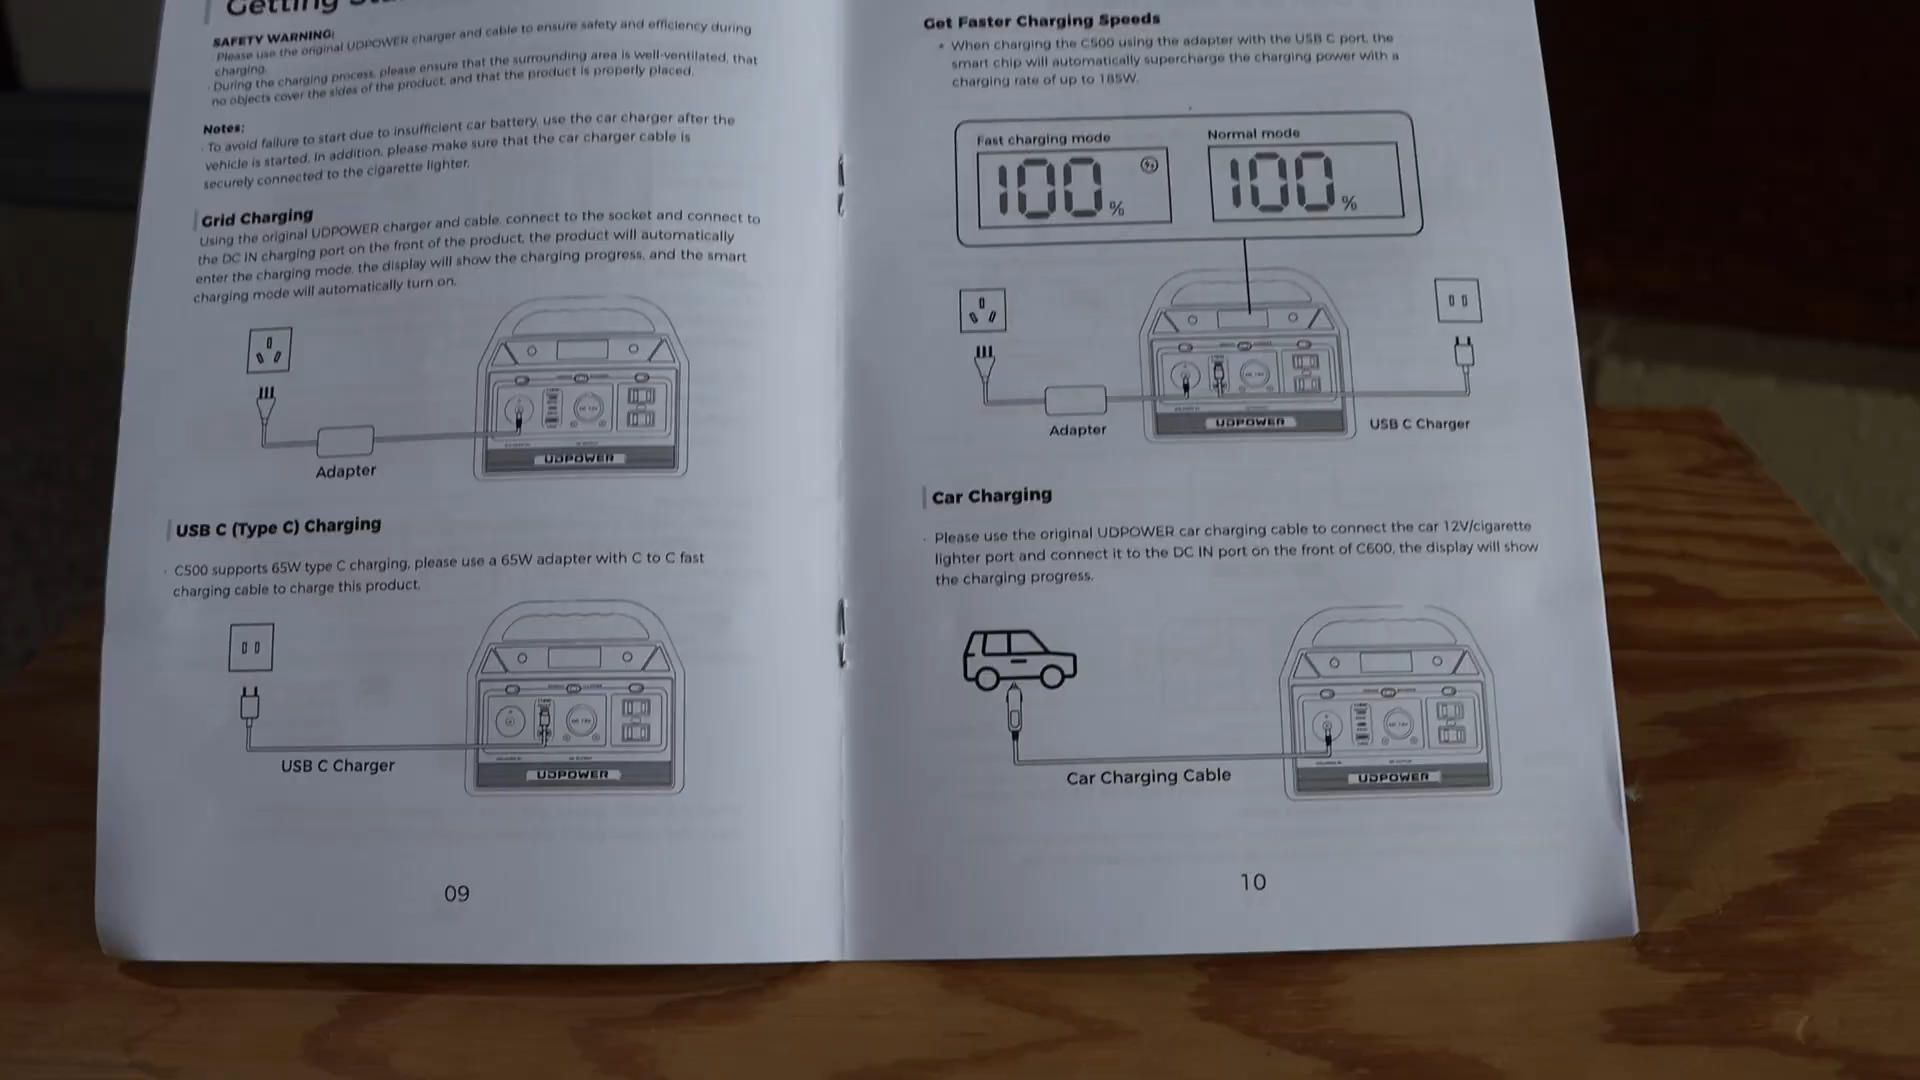 Getting
SAFETY WARNING:
· Please use the original UDPOWER charger and cable to ensure safety and efficiency during
charging.
· During the charging process, please ensure that the surrounding area is well-ventilated, that
no objects cover the sides of the product, and that the product is properly placed.
Notes:
· To avoid failure to start due to insufficient car battery, use the car charger after the
vehicle is started. In addition, please make sure that the car charger cable is
securely connected to the cigarette lighter.
Grid Charging
Using the original UDPOWER charger and cable, connect to the socket and connect to
the DC IN charging port on the front of the product, the product will automatically
enter the charging mode, the display will show the charging progress, and the smart
charging mode will automatically turn on.
Adapter
UDPOWER
USB C (Type C) Charging
· C500 supports 65W type C charging, please use a 65W adapter with C to C fast
charging cable to charge this product.
USB C Charger
UDPOWER
09
Get Faster Charging Speeds
• When charging the C500 using the adapter with the USB C port, the
smart chip will automatically supercharge the charging power with a
charging rate of up to 185W.
Fast charging mode
Normal mode
100%
100%
Adapter
UDPOWER
USB C Charger
Car Charging
· Please use the original UDPOWER car charging cable to connect the car 12V/cigarette
lighter port and connect it to the DC IN port on the front of C600, the display will show
the charging progress.
Car Charging Cable
UDPOWER
10